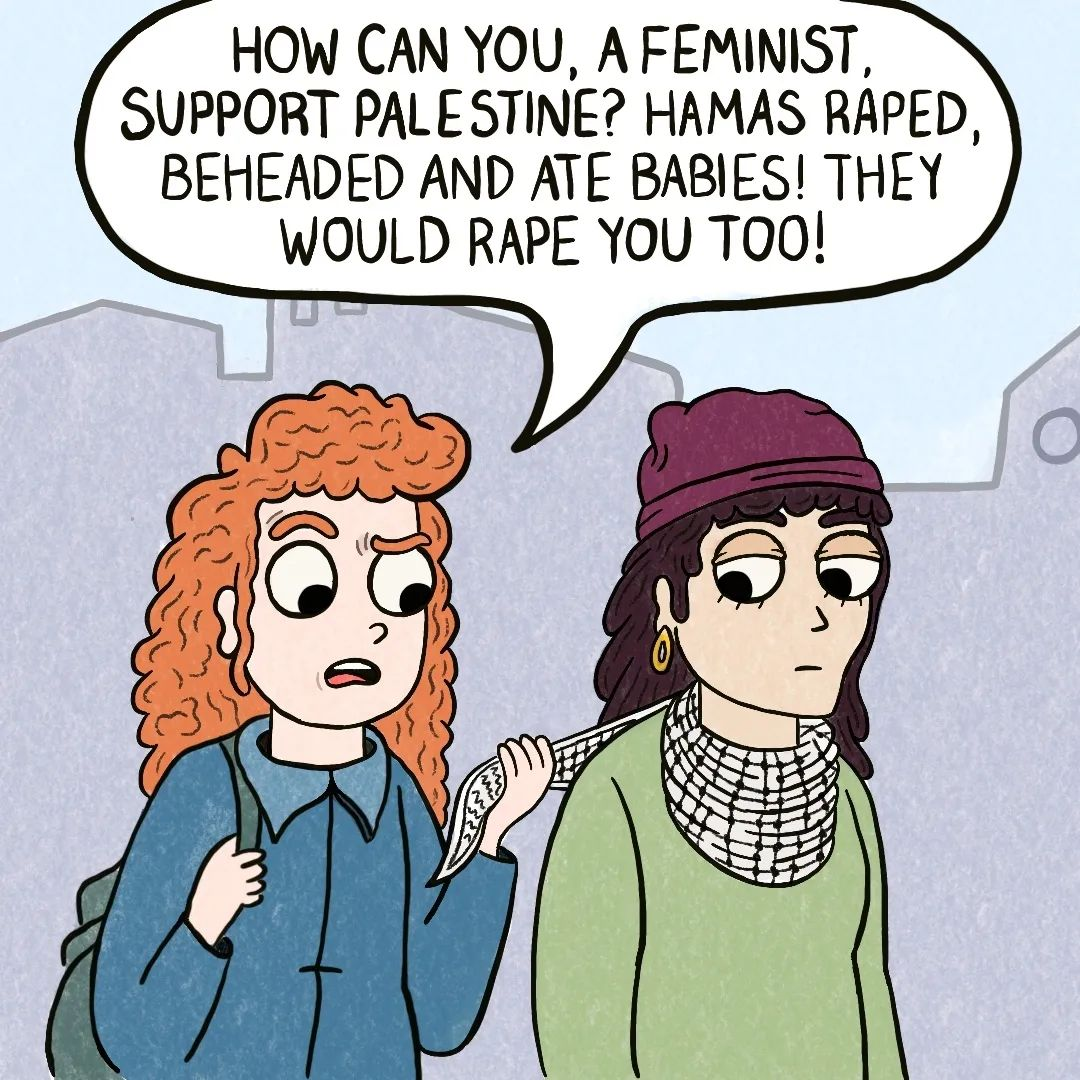 HOW CAN YOU, A FEMINIST,
SUPPORT PALESTINE? HAMAS RAPED,
BEHEADED AND ATE BABIES! THEY
WOULD RAPE YOU TOO!